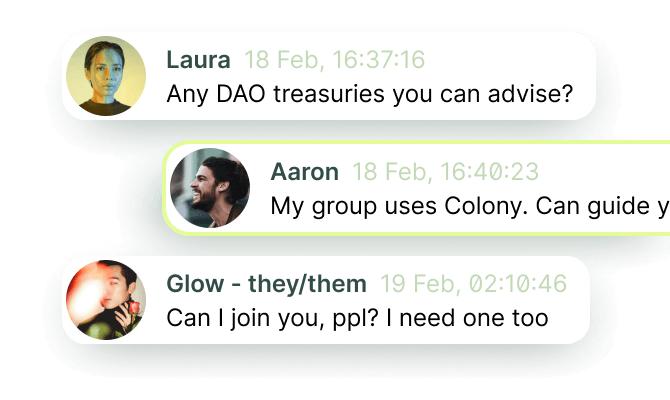 Laura 18 Feb, 16:37:16
Any DAO treasuries you can advise?
Aaron 18 Feb, 16:40:23
My group uses Colony. Can guide y
Glow - they/them 19 Feb, 02:10:46
Can I join you, ppl? I need one too